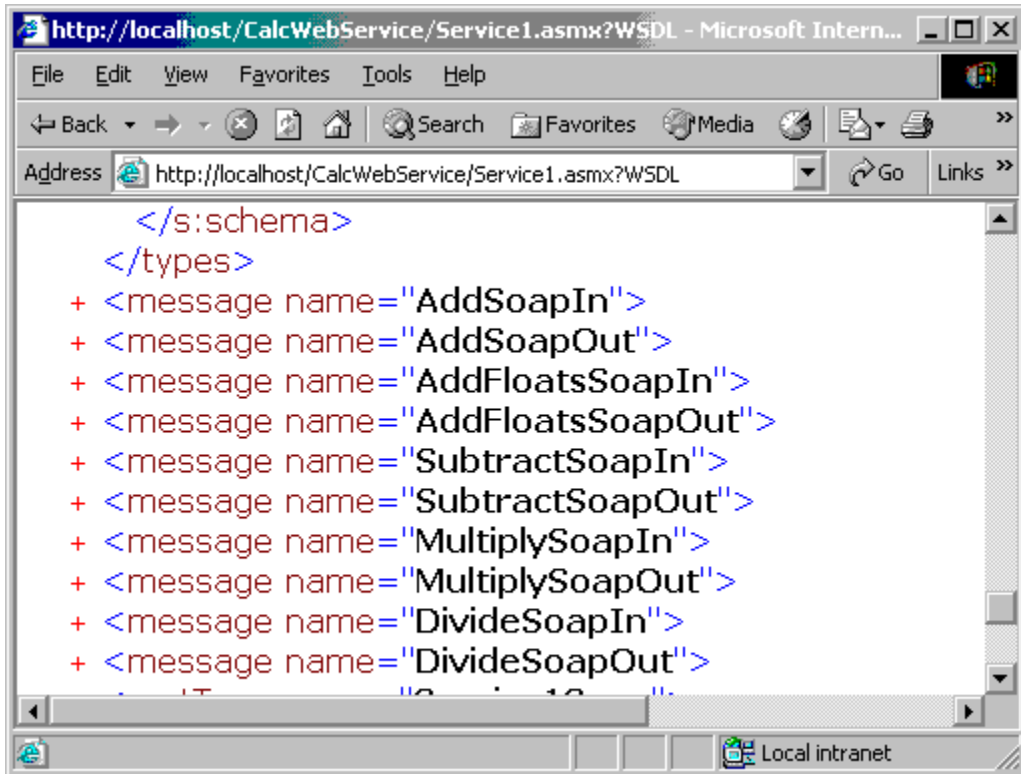 http://localhost/CalcWebService/Service1.asmx?WSDL - Microsoft Intern...
File Edit View Favorites Tools Help
Back Search Favorites Media »
Address http://localhost/CalcWebService/Service1.asmx?WSDL Go Links »
</s:schema>
</types>
+ <message name="AddSoapIn">
+ <message name="AddSoapOut">
+ <message name="AddFloatsSoapIn">
+ <message name="AddFloatsSoapOut">
+ <message name="SubtractSoapIn">
+ <message name="SubtractSoapOut">
+ <message name="MultiplySoapIn">
+ <message name="MultiplySoapOut">
+ <message name="DivideSoapIn">
+ <message name="DivideSoapOut">
Local intranet